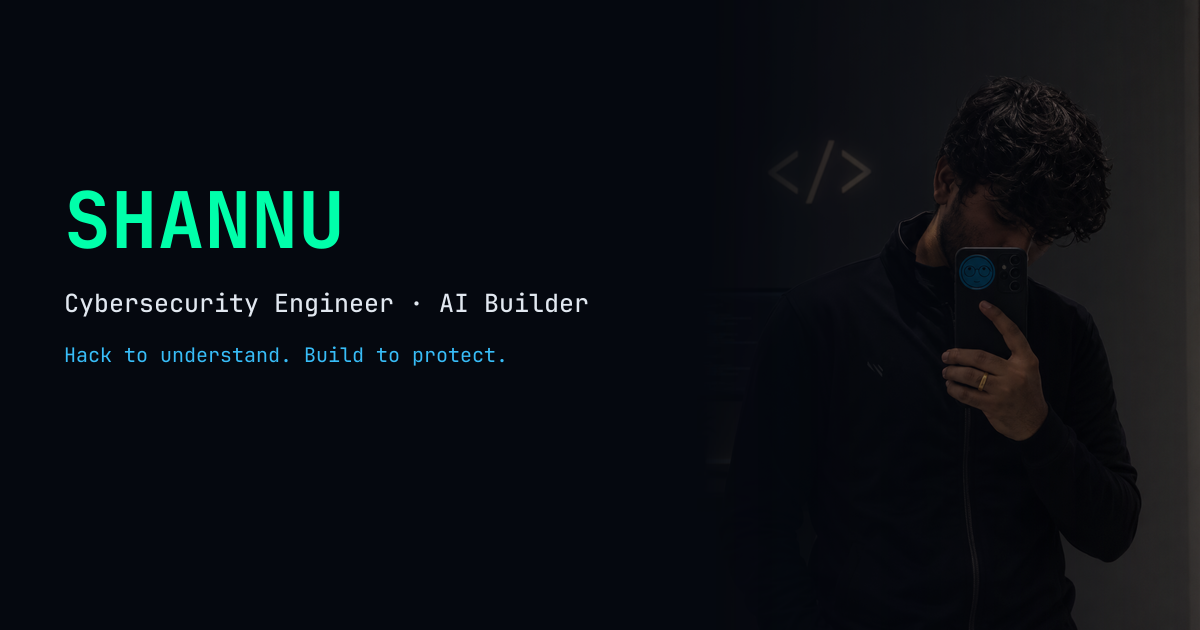 SHANNU
</>
Cybersecurity Engineer · AI Builder
Hack to understand. Build to protect.